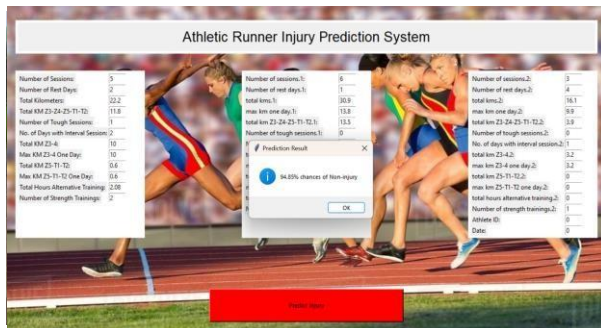 Athletic Runner Injury Prediction System
Number of Sessions: 5
Number of Rest Days: 2
Total Kilometers: 22.2
Total KM Z3-Z4-Z5-T1-T2: 11.8
Number of Tough Sessions: 1
No. of Days with Interval Session: 2
Total KM Z3-4: 10
Max KM Z3-4 One Day: 10
Total KM Z5-T1-T2: 0.6
Max KM Z5-T1-T2 One Day: 0.6
Total Hours Alternative Training: 2.08
Number of Strength Trainings: 2
Number of sessions.1: 6
Number of rest days.1: 1
total kms.1: 30.9
max km one day.1: 13.8
total km Z3-Z4-Z5-T1-T2.1: 13.5
Number of tough sessions.1: 0
Prediction Result
94.85% chances of Non-injury
OK
Number of sessions.2: 3
Number of rest days.2: 4
total kms.2: 16.1
max km one day.2: 9.9
total km Z3-Z4-Z5-T1-T2.2: 3.8
Number of tough sessions.2: 0
No. of days with interval session.2: 1
total km Z3-4.2: 3.2
max km Z3-4 one day.2: 3.2
total km Z5-T1-T2.2: 0
max km Z5-T1-T2 one day.2: 0
total hours alternative training.2: 0
Number of strength trainings.2: 1
Athlete ID: 0
Date: 0
Predict Injury